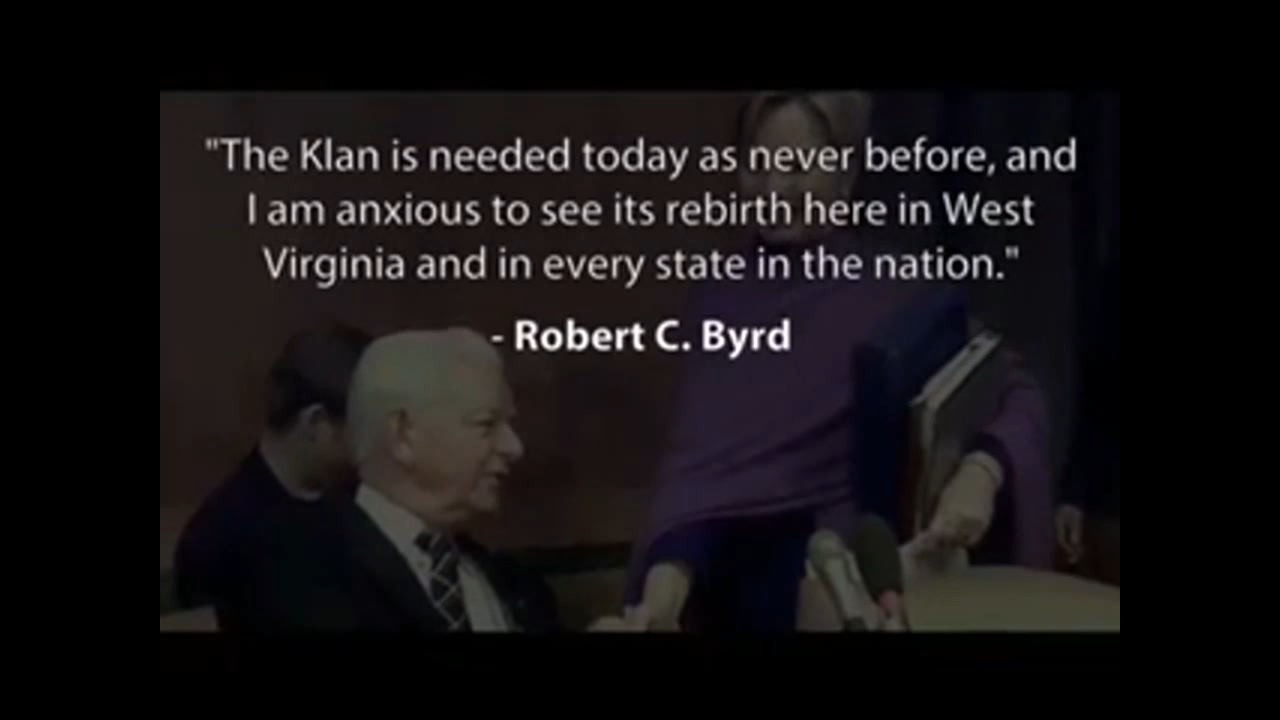 "The Klan is needed today as never before, and
I am anxious to see its rebirth here in West
Virginia and in every state in the nation."
- Robert C. Byrd